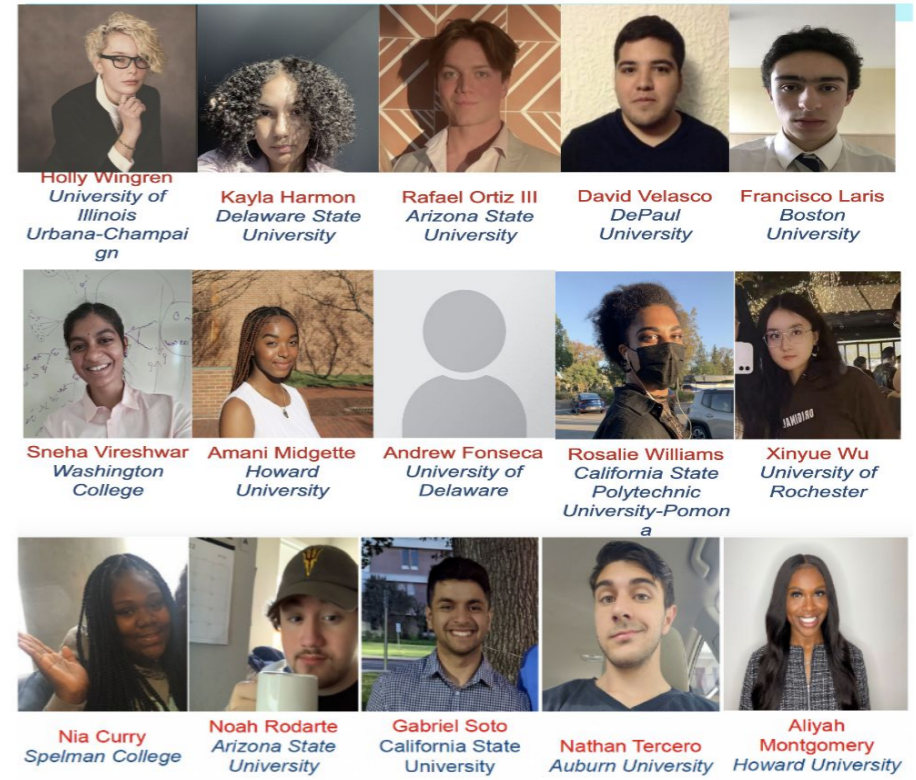 Holly Wingren
University of
Illinois
Urbana-Champai
gn
Kayla Harmon
Delaware State
University
Rafael Ortiz III
Arizona State
University
David Velasco
DePaul
University
Francisco Laris
Boston
University
Sneha Vireshwar
Washington
College
Amani Midgette
Howard
University
Andrew Fonseca
University of
Delaware
Rosalie Williams
California State
Polytechnic
University-Pomon
a
Xinyue Wu
University of
Rochester
Nia Curry
Spelman College
Noah Rodarte
Arizona State
University
Gabriel Soto
California State
University
Nathan Tercero
Auburn University
Aliyah
Montgomery
Howard University